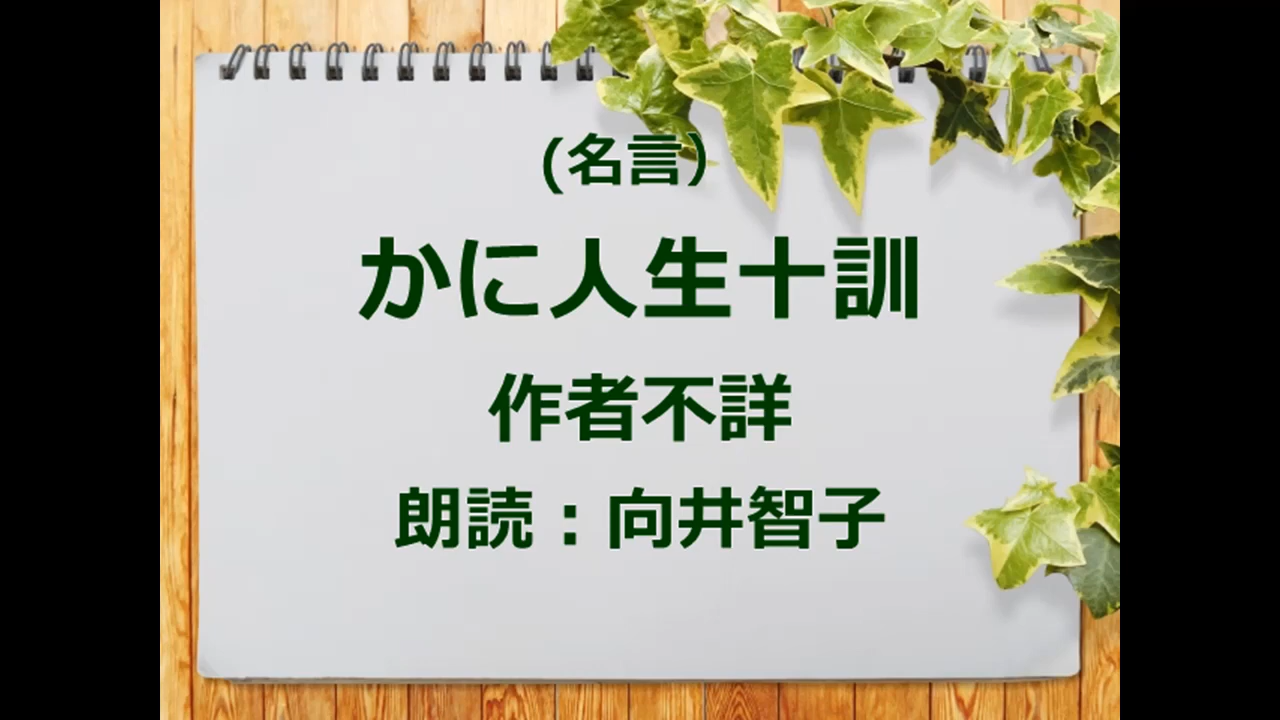 (名言）
かに人生十訓
作者不詳
朗読：向井智子